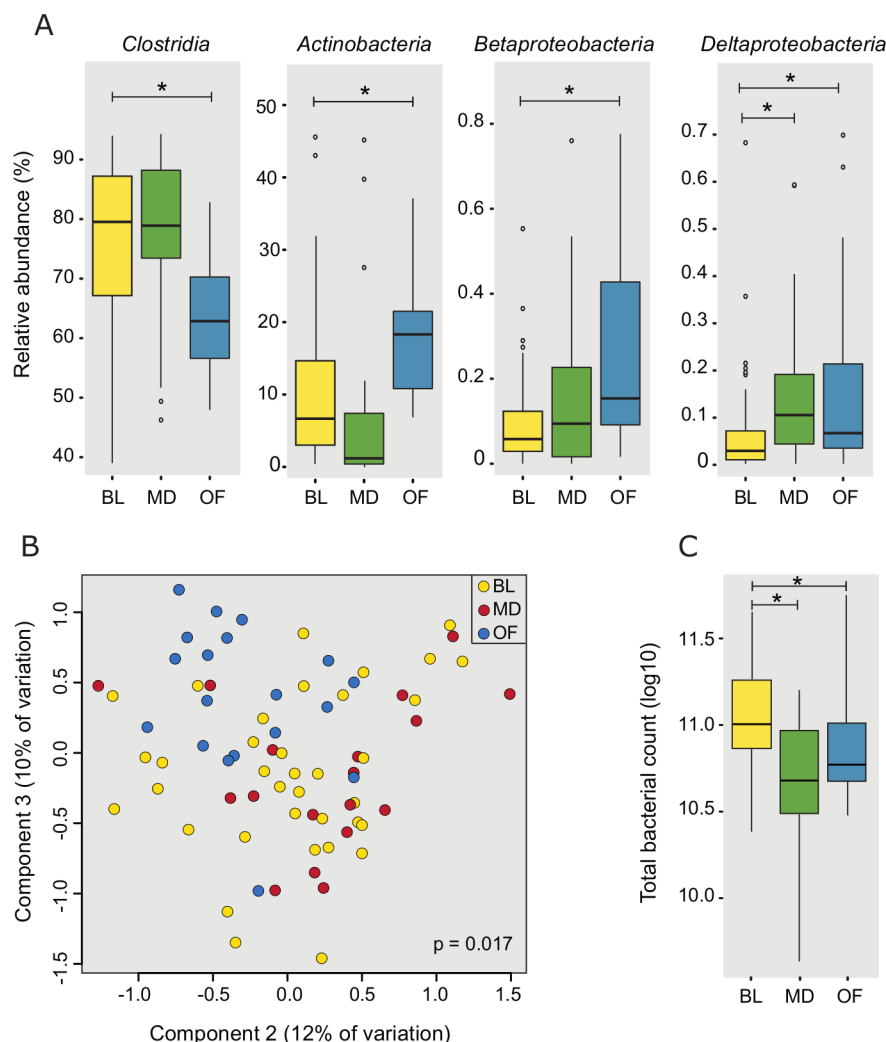 A
Clostridia
Actinobacteria
Betaproteobacteria
Deltaproteobacteria
Relative abundance (%)
90
80
70
60
50
40
*
BL MD OF
50
40
30
20
10
0
*
BL MD OF
0.8
0.6
0.4
0.2
0
*
BL MD OF
0.7
0.6
0.5
0.4
0.3
0.2
0.1
0
*
*
BL MD OF
B
Component 3 (10% of variation)
1.0
0.5
0.0
-0.5
-1.0
-1.5
BL
MD
OF
p = 0.017
-1.0 -0.5 0.0 0.5 1.0 1.5
Component 2 (12% of variation)
C
Total bacterial count (log10)
11.5
11.0
10.5
10.0
*
*
BL MD OF